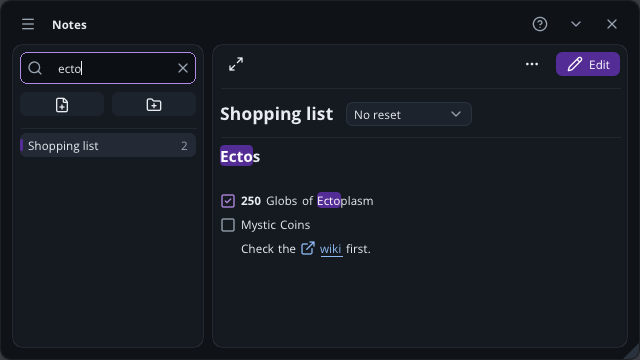 Notes
ecto
Edit
Shopping list
No reset
Shopping list 2
Ectos
250 Globs of Ectoplasm
Mystic Coins
Check the wiki first.